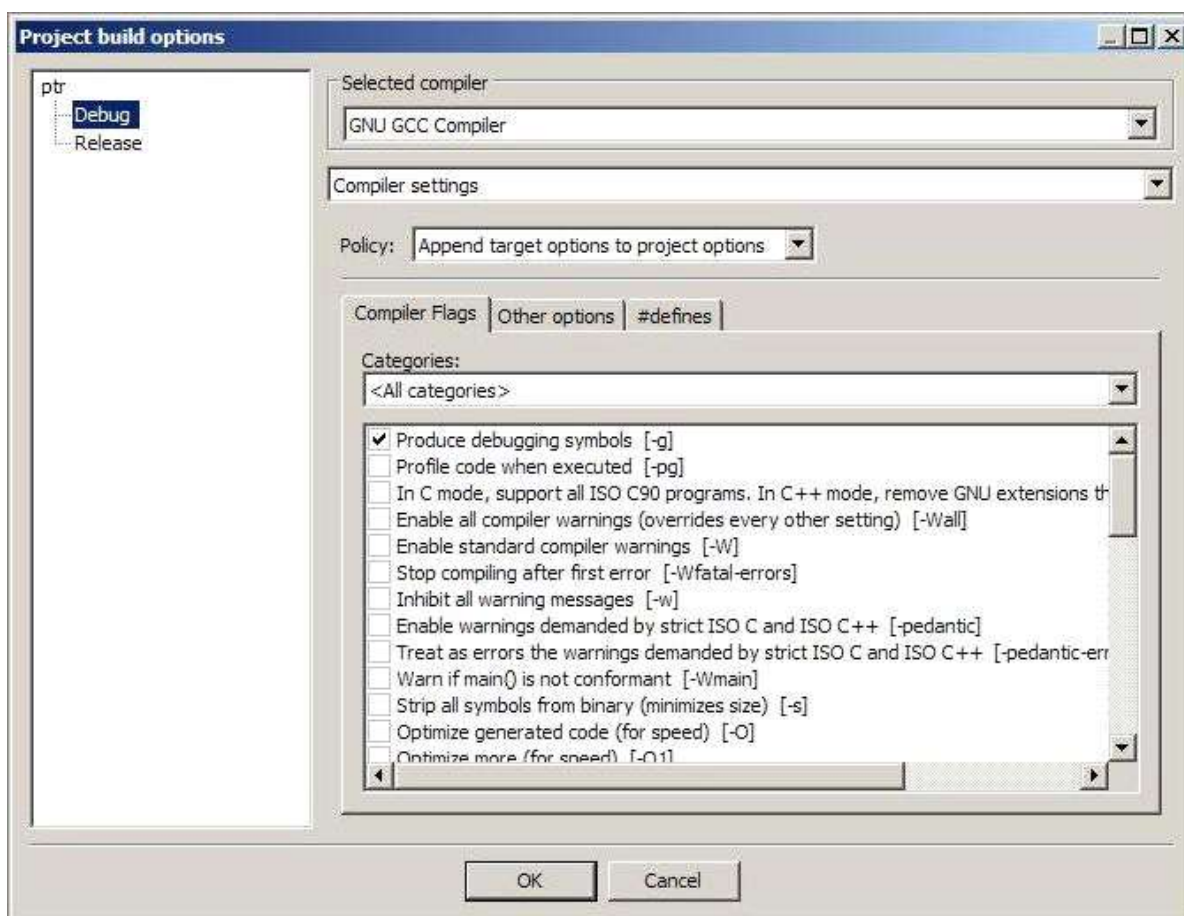 Project build options
ptr
Debug
Release
Selected compiler
GNU GCC Compiler
Compiler settings
Policy: Append target options to project options
Compiler Flags Other options #defines
Categories:
<All categories>
Produce debugging symbols [-g]
Profile code when executed [-pg]
In C mode, support all ISO C90 programs. In C++ mode, remove GNU extensions th
Enable all compiler warnings (overrides every other setting) [-Wall]
Enable standard compiler warnings [-W]
Stop compiling after first error [-Wfatal-errors]
Inhibit all warning messages [-w]
Enable warnings demanded by strict ISO C and ISO C++ [-pedantic]
Treat as errors the warnings demanded by strict ISO C and ISO C++ [-pedantic-err
Warn if main() is not conformant [-Wmain]
Strip all symbols from binary (minimizes size) [-s]
Optimize generated code (for speed) [-O]
Optimize more (for speed) [-O1]
OK Cancel